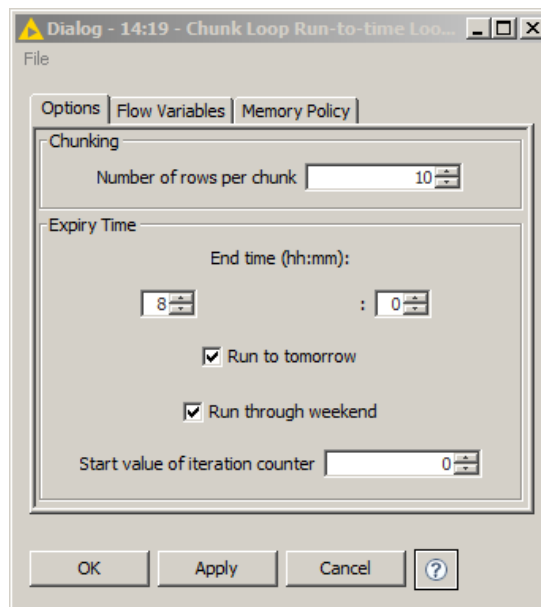 Dialog - 14:19 - Chunk Loop Run-to-time Loo...
File
Options Flow Variables Memory Policy
Chunking
Number of rows per chunk 10
Expiry Time
End time (hh:mm):
8 : 0
Run to tomorrow
Run through weekend
Start value of iteration counter 0
OK Apply Cancel ?